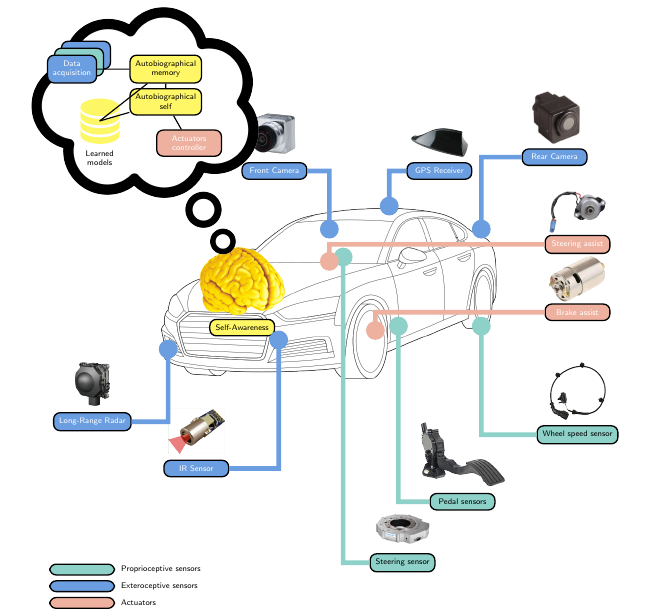 Data
acquisition
Autobiographical
memory
Autobiographical
self
Actuators
controller
Learned
models
Front Camera
GPS Receiver
Rear Camera
Steering assist
Brake assist
Self-Awareness
Long-Range Radar
IR Sensor
Wheel speed sensor
Pedal sensors
Steering sensor
Proprioceptive sensors
Exteroceptive sensors
Actuators